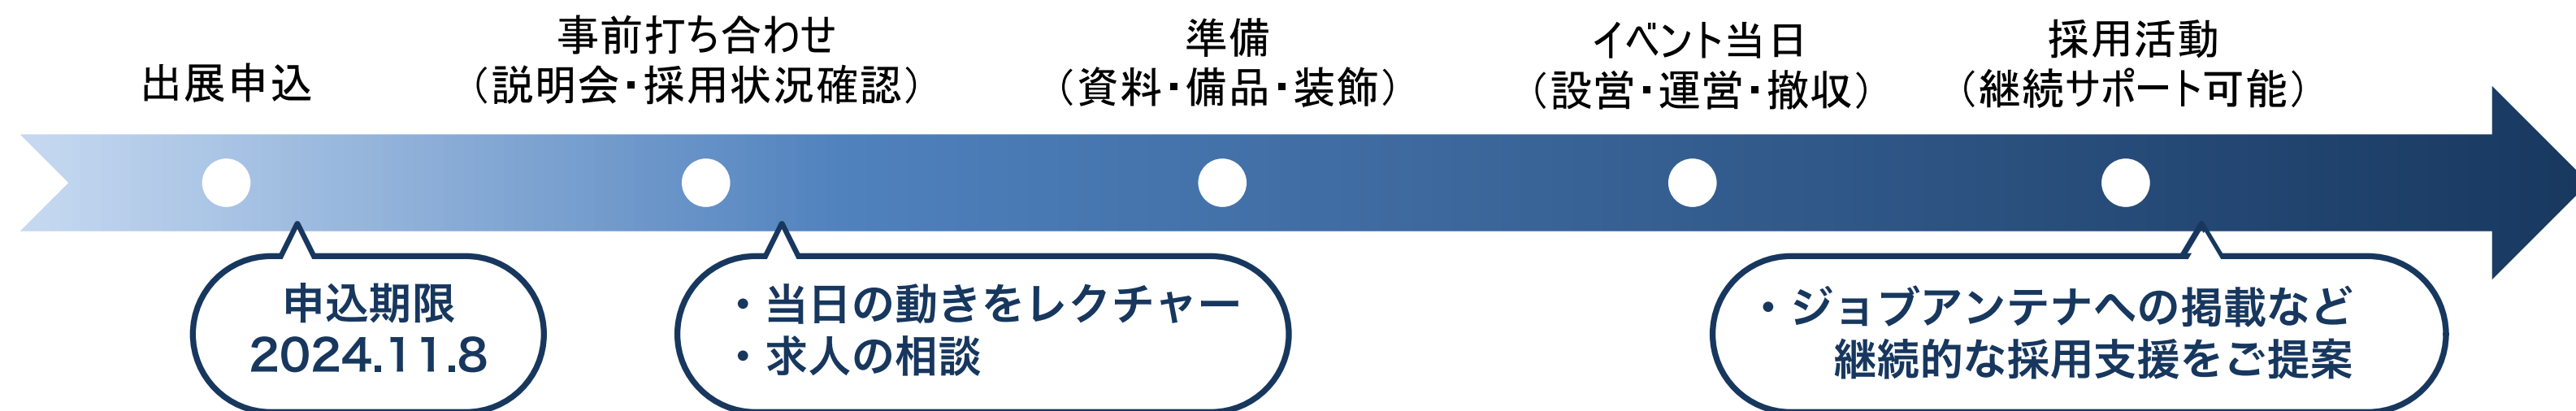 出展申込
事前打ち合わせ
（説明会・採用状況確認）
準備
（資料・備品・装飾）
イベント当日
（設営・運営・撤収）
採用活動
（継続サポート可能）
申込期限
2024.11.8
・当日の動きをレクチャー
・求人の相談
・ジョブアンテナへの掲載など
継続的な採用支援をご提案